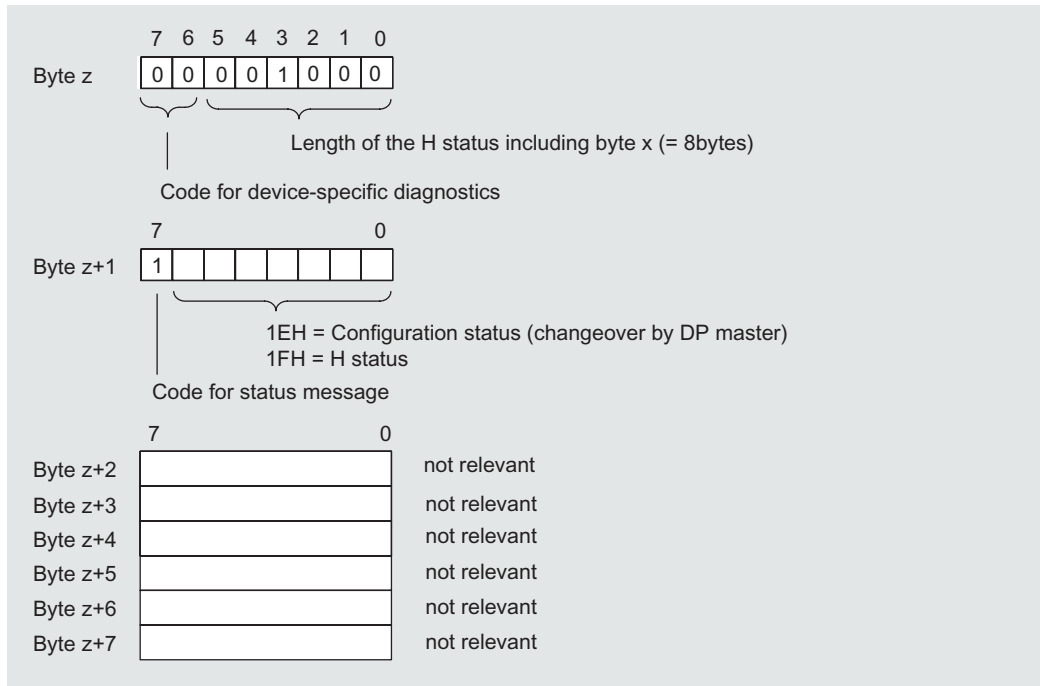 7 6 5 4 3 2 1 0
Byte z 0 0 0 0 1 0 0 0
Length of the H status including byte x (= 8bytes)
Code for device-specific diagnostics
7 0
Byte z+1 1
1EH = Configuration status (changeover by DP master)
1FH = H status
Code for status message
7 0
Byte z+2 not relevant
Byte z+3 not relevant
Byte z+4 not relevant
Byte z+5 not relevant
Byte z+6 not relevant
Byte z+7 not relevant